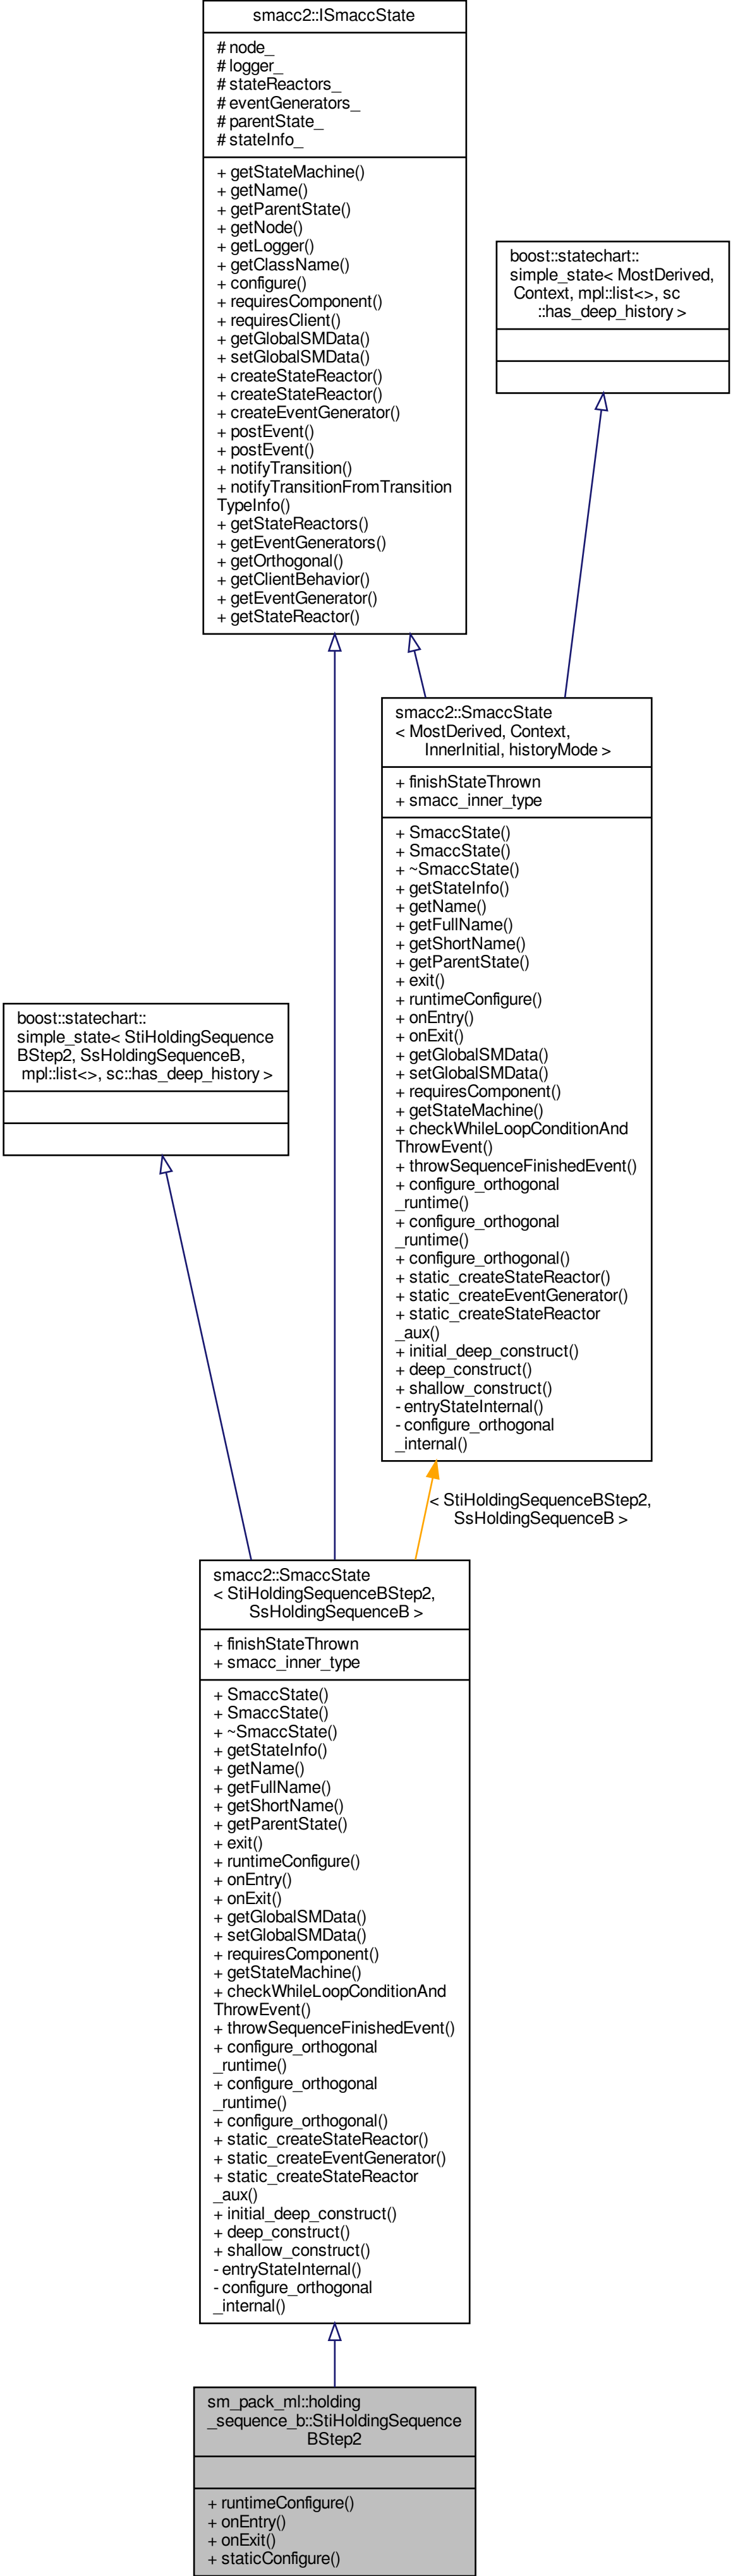 smacc2::ISmaccState
# node_
# logger_
# stateReactors_
# eventGenerators_
# parentState_
# stateInfo_
+ getStateMachine()
+ getName()
+ getParentState()
+ getNode()
+ getLogger()
+ getClassName()
+ configure()
+ requiresComponent()
+ requiresClient()
+ getGlobalSMData()
+ setGlobalSMData()
+ createStateReactor()
+ createStateReactor()
+ createEventGenerator()
+ postEvent()
+ postEvent()
+ notifyTransition()
+ notifyTransitionFromTransition
TypeInfo()
+ getStateReactors()
+ getEventGenerators()
+ getOrthogonal()
+ getClientBehavior()
+ getEventGenerator()
+ getStateReactor()
boost::statechart::
simple_state< MostDerived,
Context, mpl::list<>, sc
::has_deep_history >
smacc2::SmaccState
< MostDerived, Context,
InnerInitial, historyMode >
+ finishStateThrown
+ smacc_inner_type
+ SmaccState()
+ SmaccState()
+ ~SmaccState()
+ getStateInfo()
+ getName()
+ getFullName()
+ getShortName()
+ getParentState()
+ exit()
+ runtimeConfigure()
+ onEntry()
+ onExit()
+ getGlobalSMData()
+ setGlobalSMData()
+ requiresComponent()
+ getStateMachine()
+ checkWhileLoopConditionAnd
ThrowEvent()
+ throwSequenceFinishedEvent()
+ configure_orthogonal
_runtime()
+ configure_orthogonal
_runtime()
+ configure_orthogonal()
+ static_createStateReactor()
+ static_createEventGenerator()
+ static_createStateReactor
_aux()
+ initial_deep_construct()
+ deep_construct()
+ shallow_construct()
- entryStateInternal()
- configure_orthogonal
_internal()
boost::statechart::
simple_state< StiHoldingSequence
BStep2, SsHoldingSequenceB,
mpl::list<>, sc::has_deep_history >
< StiHoldingSequenceBStep2,
SsHoldingSequenceB >
smacc2::SmaccState
< StiHoldingSequenceBStep2,
SsHoldingSequenceB >
+ finishStateThrown
+ smacc_inner_type
+ SmaccState()
+ SmaccState()
+ ~SmaccState()
+ getStateInfo()
+ getName()
+ getFullName()
+ getShortName()
+ getParentState()
+ exit()
+ runtimeConfigure()
+ onEntry()
+ onExit()
+ getGlobalSMData()
+ setGlobalSMData()
+ requiresComponent()
+ getStateMachine()
+ checkWhileLoopConditionAnd
ThrowEvent()
+ throwSequenceFinishedEvent()
+ configure_orthogonal
_runtime()
+ configure_orthogonal
_runtime()
+ configure_orthogonal()
+ static_createStateReactor()
+ static_createEventGenerator()
+ static_createStateReactor
_aux()
+ initial_deep_construct()
+ deep_construct()
+ shallow_construct()
- entryStateInternal()
- configure_orthogonal
_internal()
sm_pack_ml::holding
_sequence_b::StiHoldingSequence
BStep2
+ runtimeConfigure()
+ onEntry()
+ onExit()
+ staticConfigure()